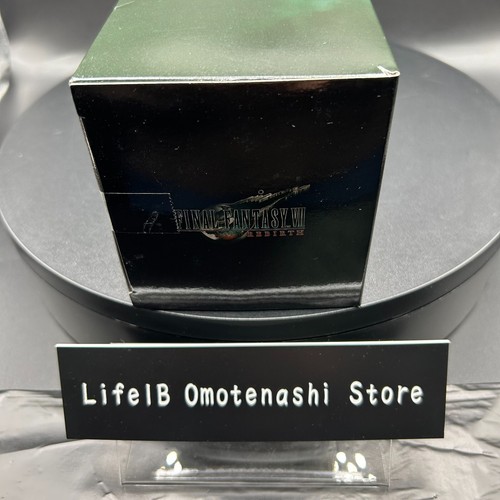 FINAL FANTASY VII
REBIRTH
LifeIB Omotenashi Store